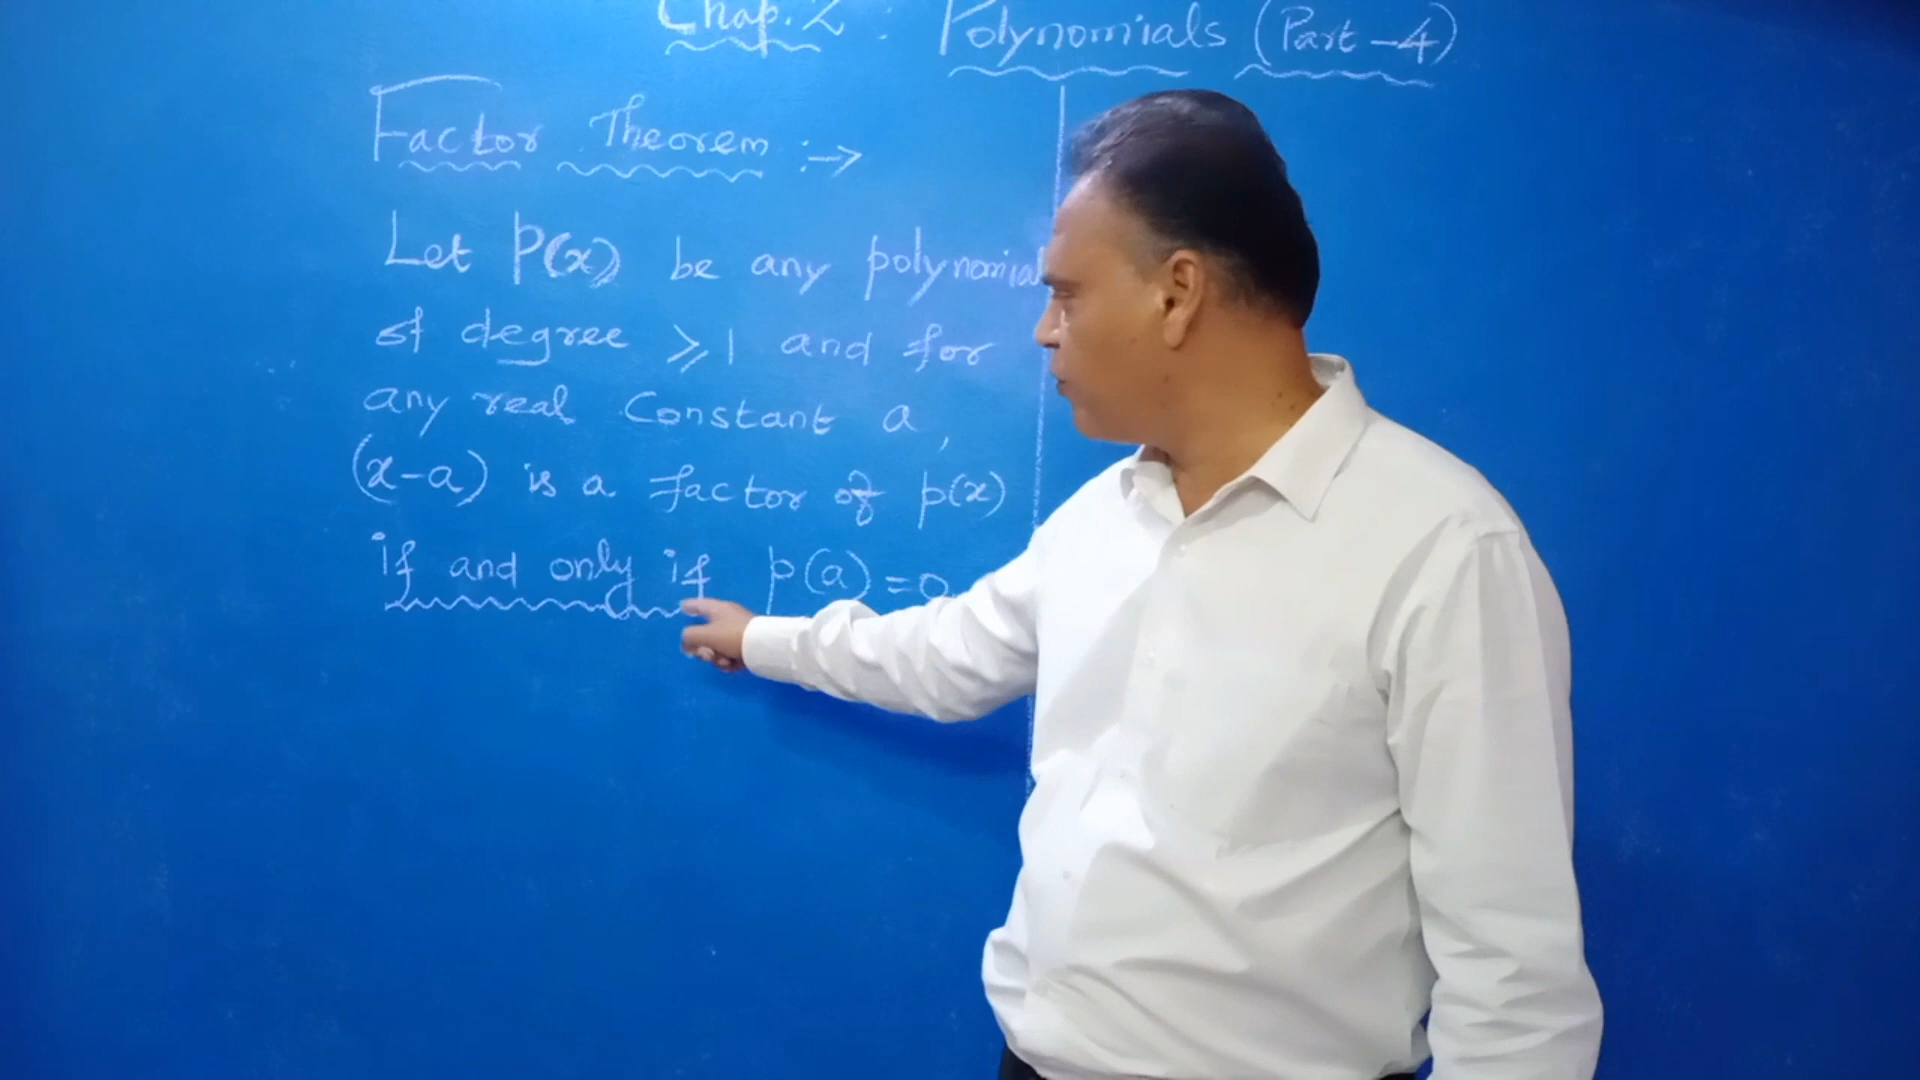 Chap. 2 : Polynomials (Part-4)
Factor Theorem :->
Let p(x) be any polynomial
of degree ⩾1 and for
any real Constant a,
(x-a) is a factor of p(x)
if and only if p(a)=0.